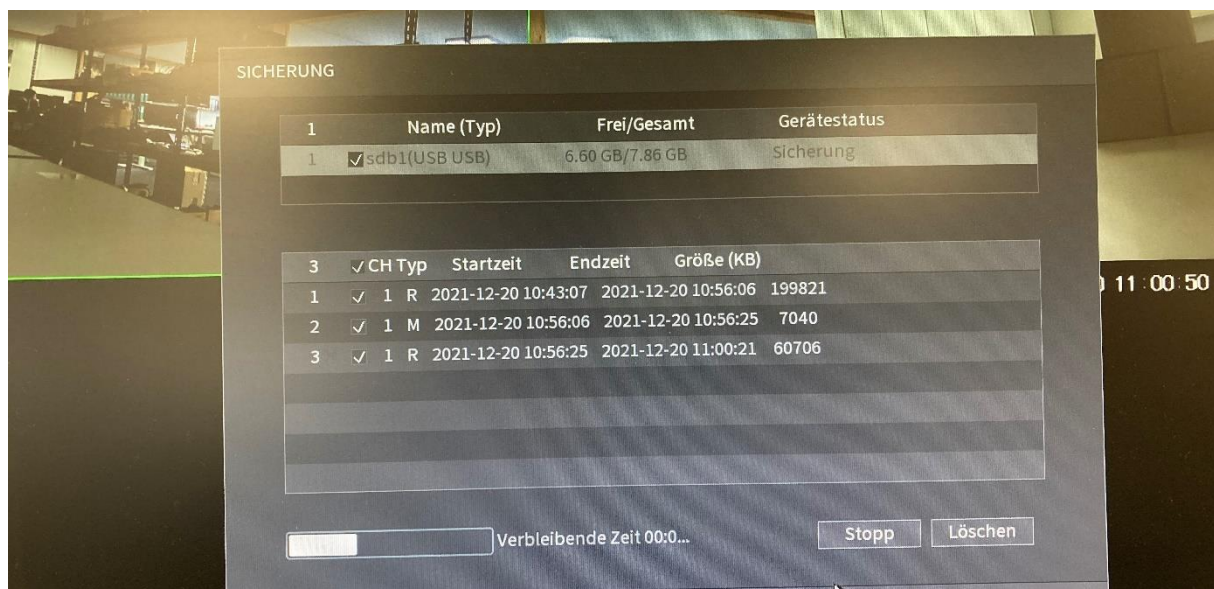 SICHERUNG
1 Name (Typ) Frei/Gesamt Gerätestatus
1 sdb1(USB USB) 6.60 GB/7.86 GB Sicherung
3 CH Typ Startzeit Endzeit Größe (KB)
1 1 R 2021-12-20 10:43:07 2021-12-20 10:56:06 199821
11:00:50
2 1 M 2021-12-20 10:56:06 2021-12-20 10:56:25 7040
3 1 R 2021-12-20 10:56:25 2021-12-20 11:00:21 60706
Verbleibende Zeit 00:0... Stopp Löschen